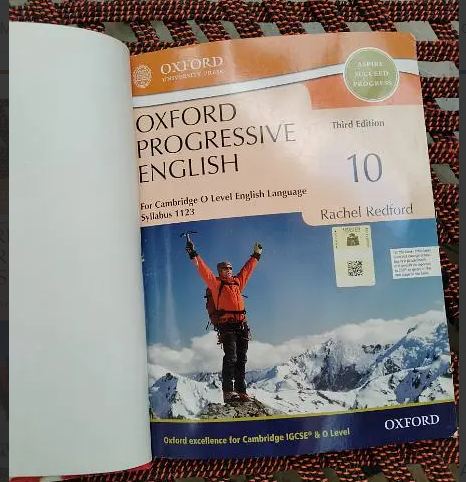 OXFORD
UNIVERSITY PRESS
ASPIRE
SUCCEED
PROGRESS
OXFORD
PROGRESSIVE
ENGLISH
Third Edition
10
For Cambridge O Level English Language
Syllabus 1123
Rachel Redford
Oxford excellence for Cambridge IGCSE® & O Level
OXFORD